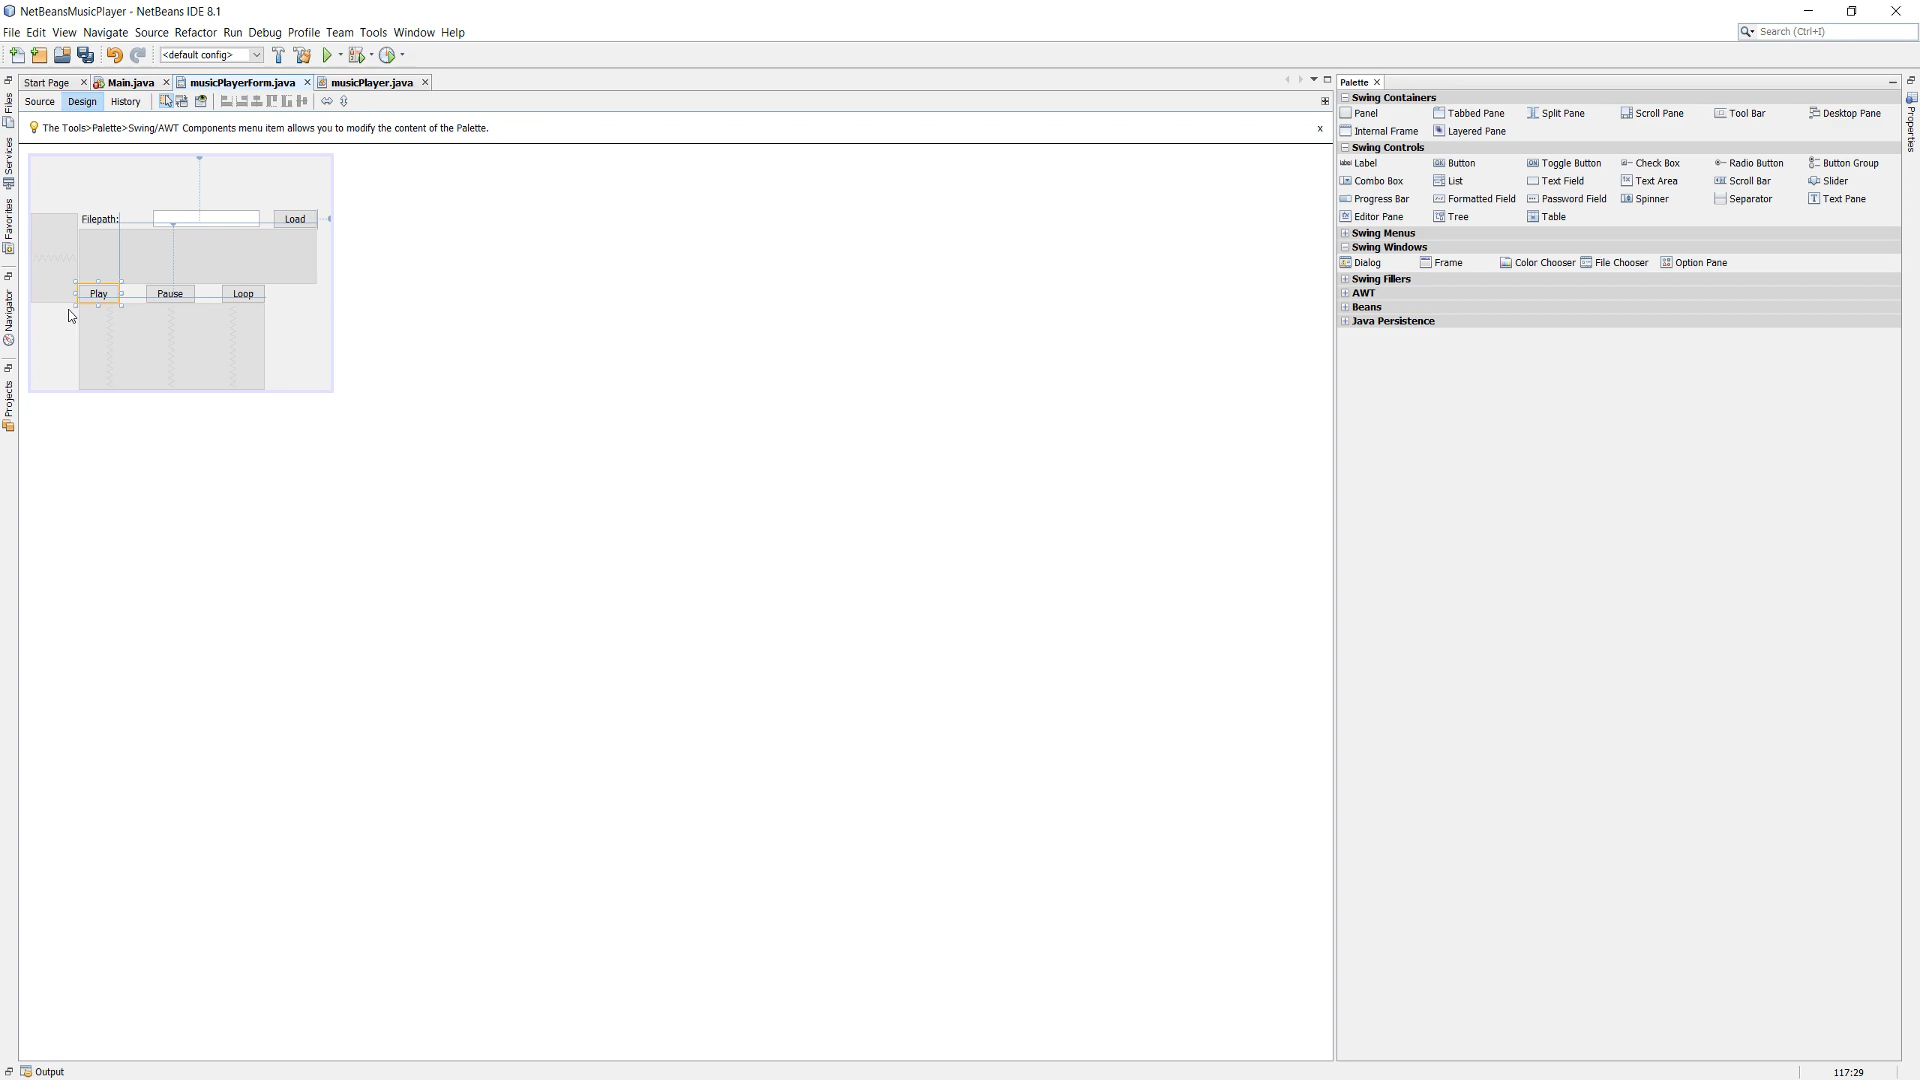 NetBeansMusicPlayer - NetBeans IDE 8.1
File Edit View Navigate Source Refactor Run Debug Profile Team Tools Window Help
Search (Ctrl+I)
<default config>
Start Page Main.java musicPlayerForm.java musicPlayer.java
Palette
Source Design History
Swing Containers
Panel Tabbed Pane Split Pane Scroll Pane Tool Bar Desktop Pane
The Tools>Palette>Swing/AWT Components menu item allows you to modify the content of the Palette. x
Internal Frame Layered Pane
Swing Controls
Label Button Toggle Button Check Box Radio Button Button Group
Combo Box List Text Field Text Area Scroll Bar Slider
Progress Bar Formatted Field Password Field Spinner Separator Text Pane
Editor Pane Tree Table
Swing Menus
Swing Windows
Dialog Frame Color Chooser File Chooser Option Pane
Swing Fillers
AWT
Beans
Java Persistence
Filepath: Load
Play Pause Loop
Files
Services
Favorites
Navigator
Projects
Properties
Output
117:29